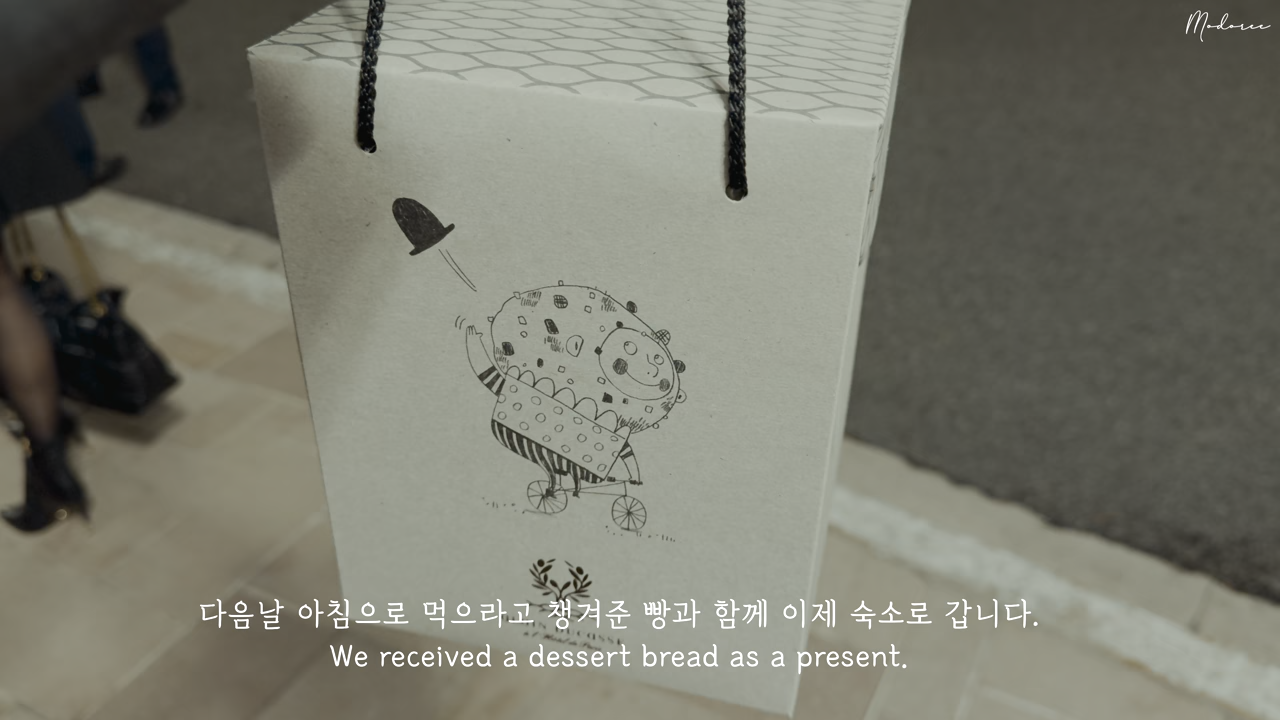 Modoree
다음날 아침으로 먹으라고 챙겨준 빵과 함께 이제 숙소로 갑니다.
We received a dessert bread as a present.